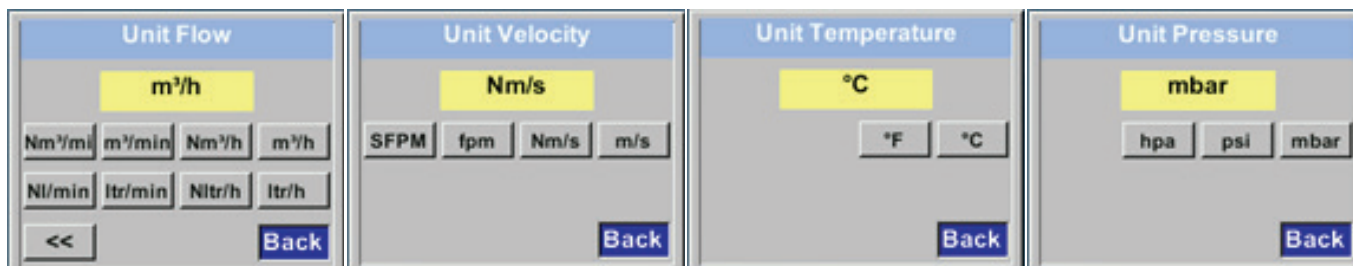 Unit Flow
m³/h
Nm³/mi m³/min Nm³/h m³/h
Nl/min ltr/min Nltr/h ltr/h
<< Back
Unit Velocity
Nm/s
SFPM fpm Nm/s m/s
Back
Unit Temperature
°C
°F °C
Back
Unit Pressure
mbar
hpa psi mbar
Back